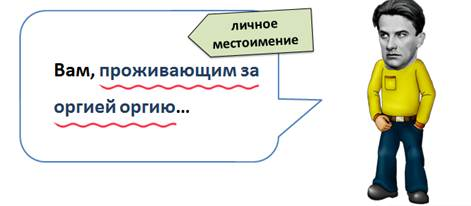 личное
местоимение
Вам, проживающим за
оргией оргию...